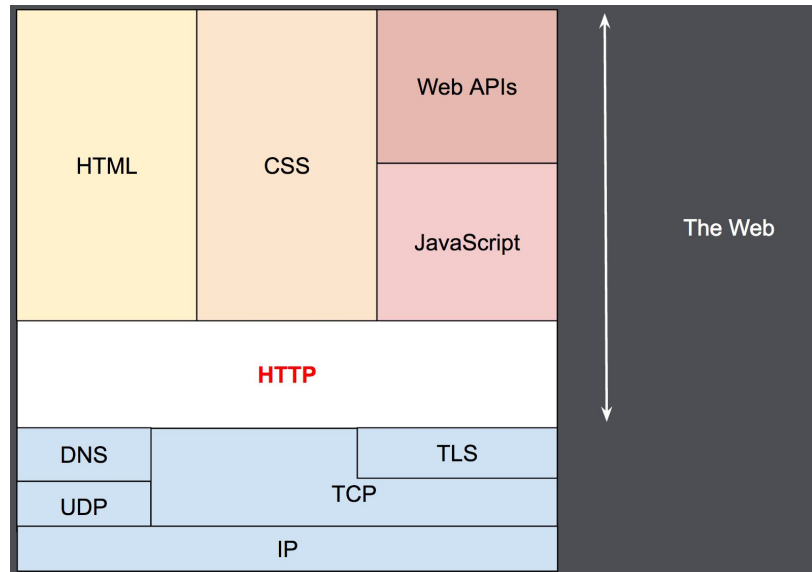 Web APIs
HTML
CSS
JavaScript
The Web
HTTP
DNS
TLS
TCP
UDP
IP